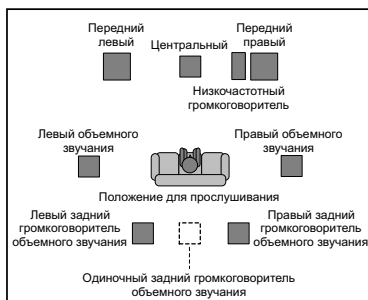 Передний
левый
Центральный
Передний
правый
Низкочастотный
громкоговоритель
Левый объемного
звучания
Правый объемного
звучания
Положение для прослушивания
Левый задний
громкоговоритель
объемного звучания
Правый задний
громкоговоритель
объемного звучания
Одиночный задний громкоговоритель
объемного звучания